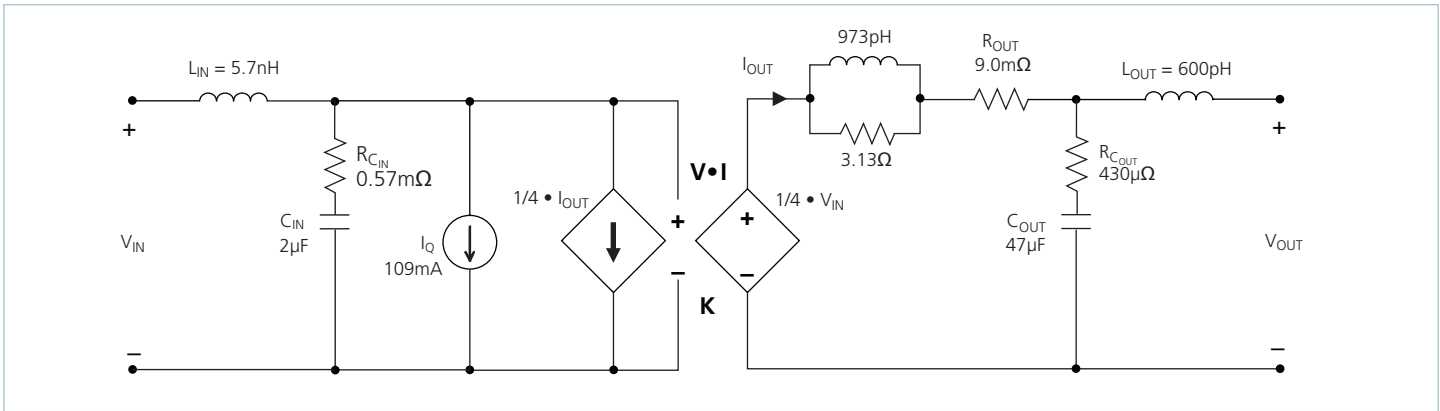 L_IN = 5.7nH
+
−
V_IN
R_C_IN
0.57mΩ
C_IN
2µF
I_Q
109mA
1/4 • I_OUT
+
−
V•I
K
1/4 • V_IN
+
−
I_OUT
973pH
3.13Ω
R_OUT
9.0mΩ
R_C_OUT
430µΩ
C_OUT
47µF
L_OUT = 600pH
+
−
V_OUT